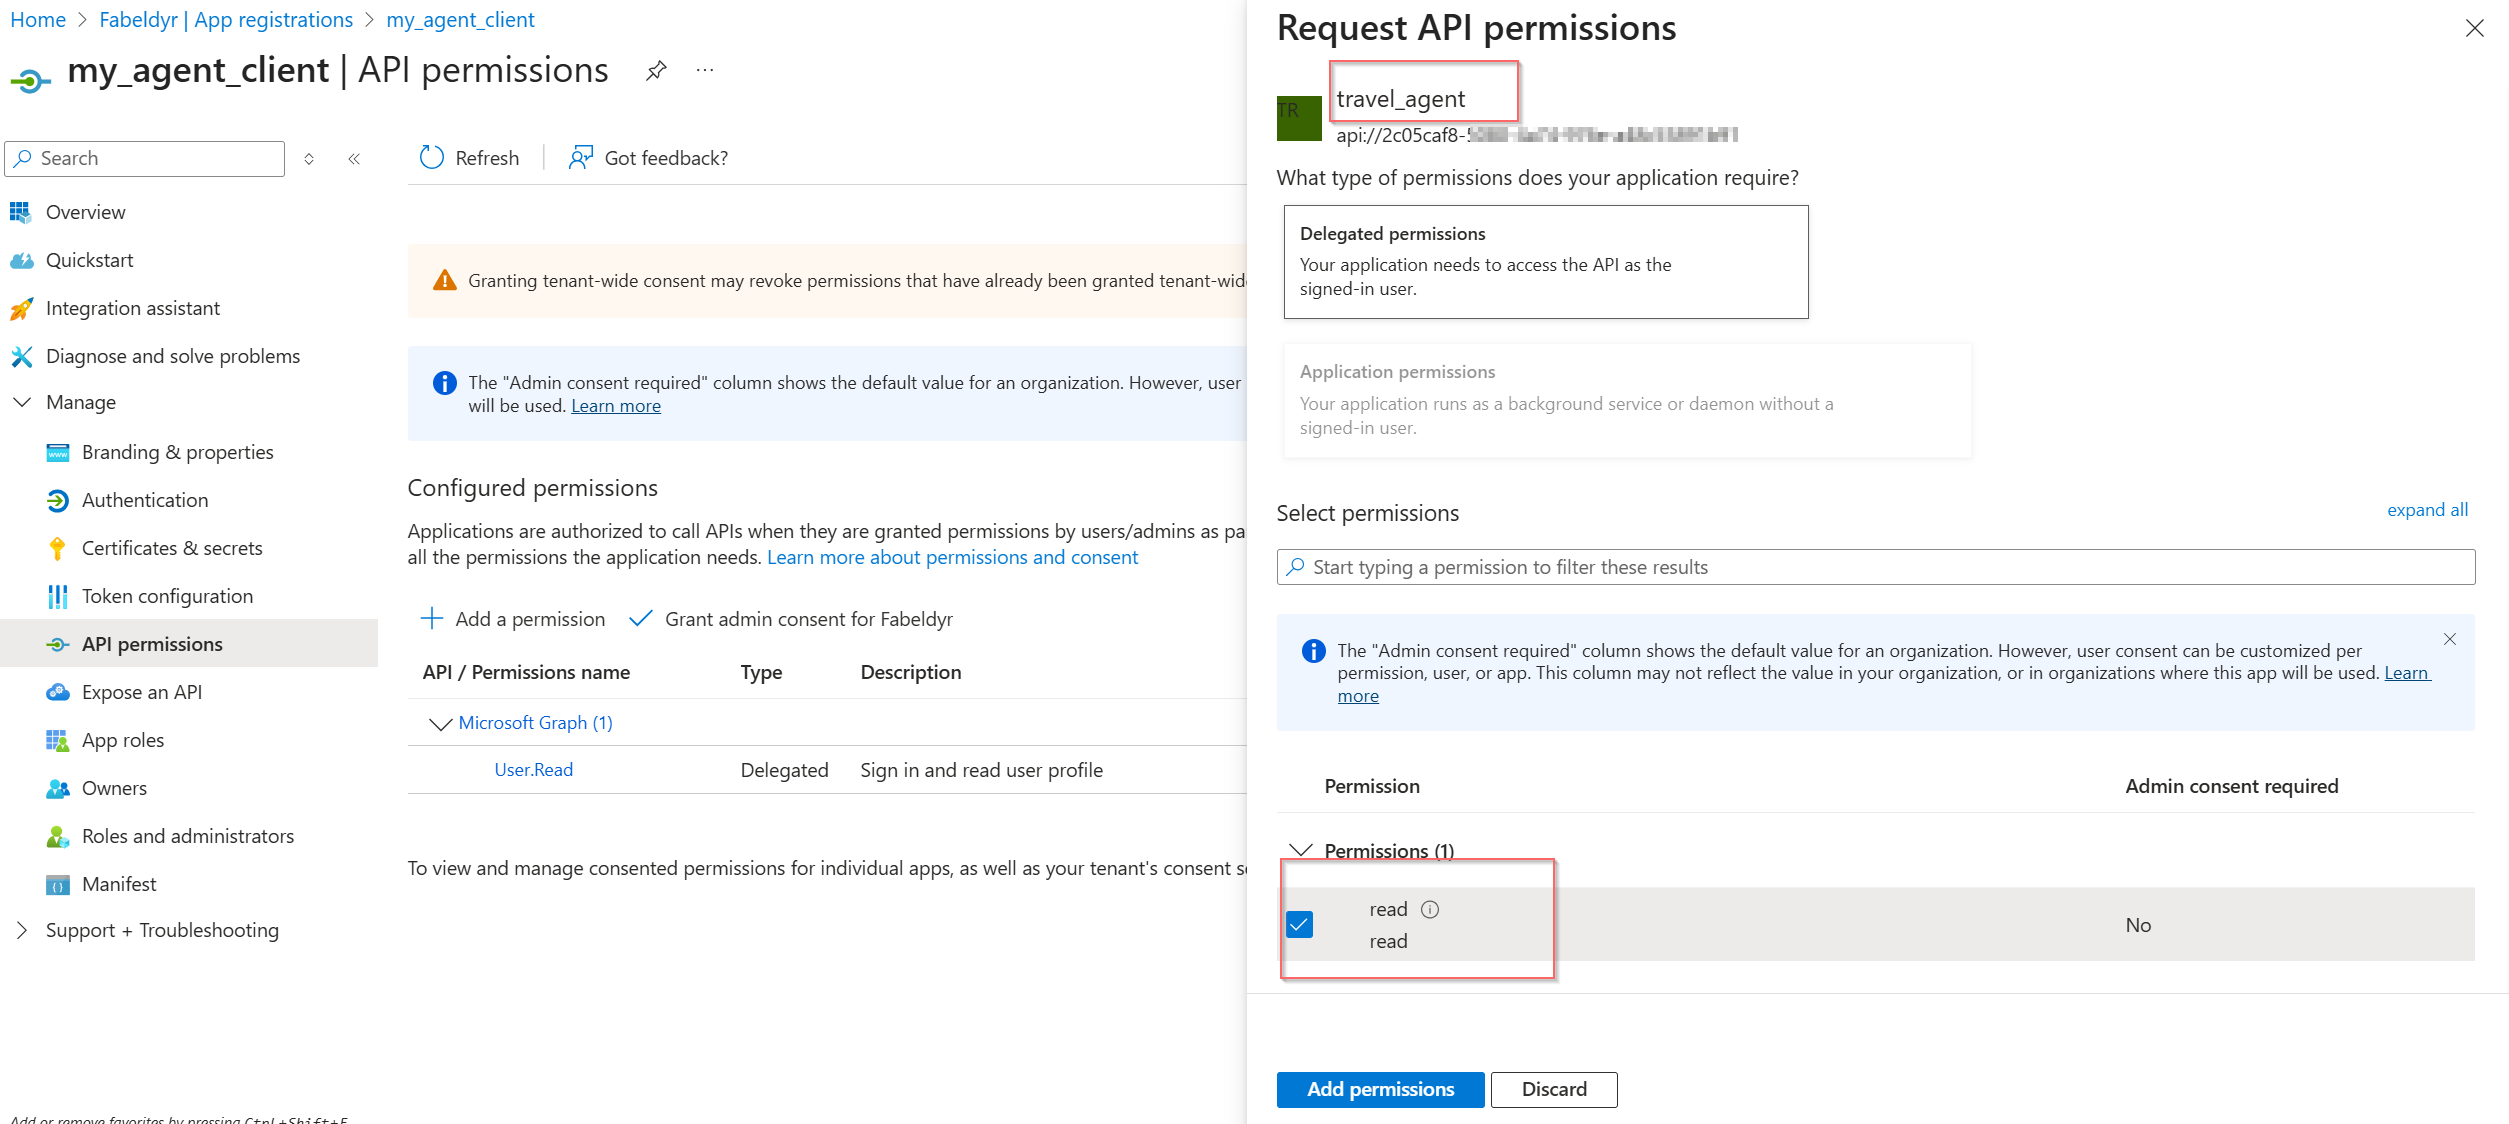 Home > Fabeldyr | App registrations > my_agent_client
my_agent_client | API permissions
Search
Overview
Quickstart
Integration assistant
Diagnose and solve problems
Manage
Branding & properties
Authentication
Certificates & secrets
Token configuration
API permissions
Expose an API
App roles
Owners
Roles and administrators
Manifest
Support + Troubleshooting
Add or remove favorites by pressing Ctrl+Shift+F
Refresh
Got feedback?
Granting tenant-wide consent may revoke permissions that have already been granted tenant-wide
The "Admin consent required" column shows the default value for an organization. However, user
will be used. Learn more
Configured permissions
Applications are authorized to call APIs when they are granted permissions by users/admins as pa
all the permissions the application needs. Learn more about permissions and consent
Add a permission
Grant admin consent for Fabeldyr
API / Permissions name Type Description
Microsoft Graph (1)
User.Read Delegated Sign in and read user profile
To view and manage consented permissions for individual apps, as well as your tenant's consent se
Request API permissions
TR
travel_agent
api://2c05caf8-
What type of permissions does your application require?
Delegated permissions
Your application needs to access the API as the
signed-in user.
Application permissions
Your application runs as a background service or daemon without a
signed-in user.
Select permissions
expand all
Start typing a permission to filter these results
The "Admin consent required" column shows the default value for an organization. However, user consent can be customized per
permission, user, or app. This column may not reflect the value in your organization, or in organizations where this app will be used. Learn
more
Permission Admin consent required
Permissions (1)
read
read
No
Add permissions
Discard